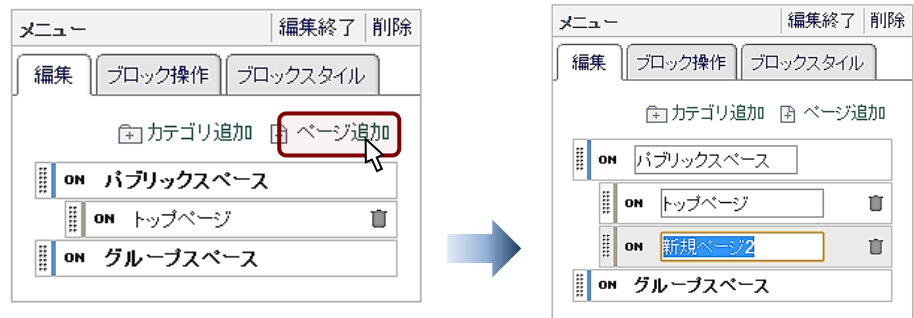 メニュー 編集終了 削除
編集 ブロック操作 ブロックスタイル
カテゴリ追加 ページ追加
ON パブリックスペース
ON トップページ
ON グループスペース
メニュー 編集終了 削除
編集 ブロック操作 ブロックスタイル
カテゴリ追加 ページ追加
ON パブリックスペース
ON トップページ
ON 新規ページ2
ON グループスペース